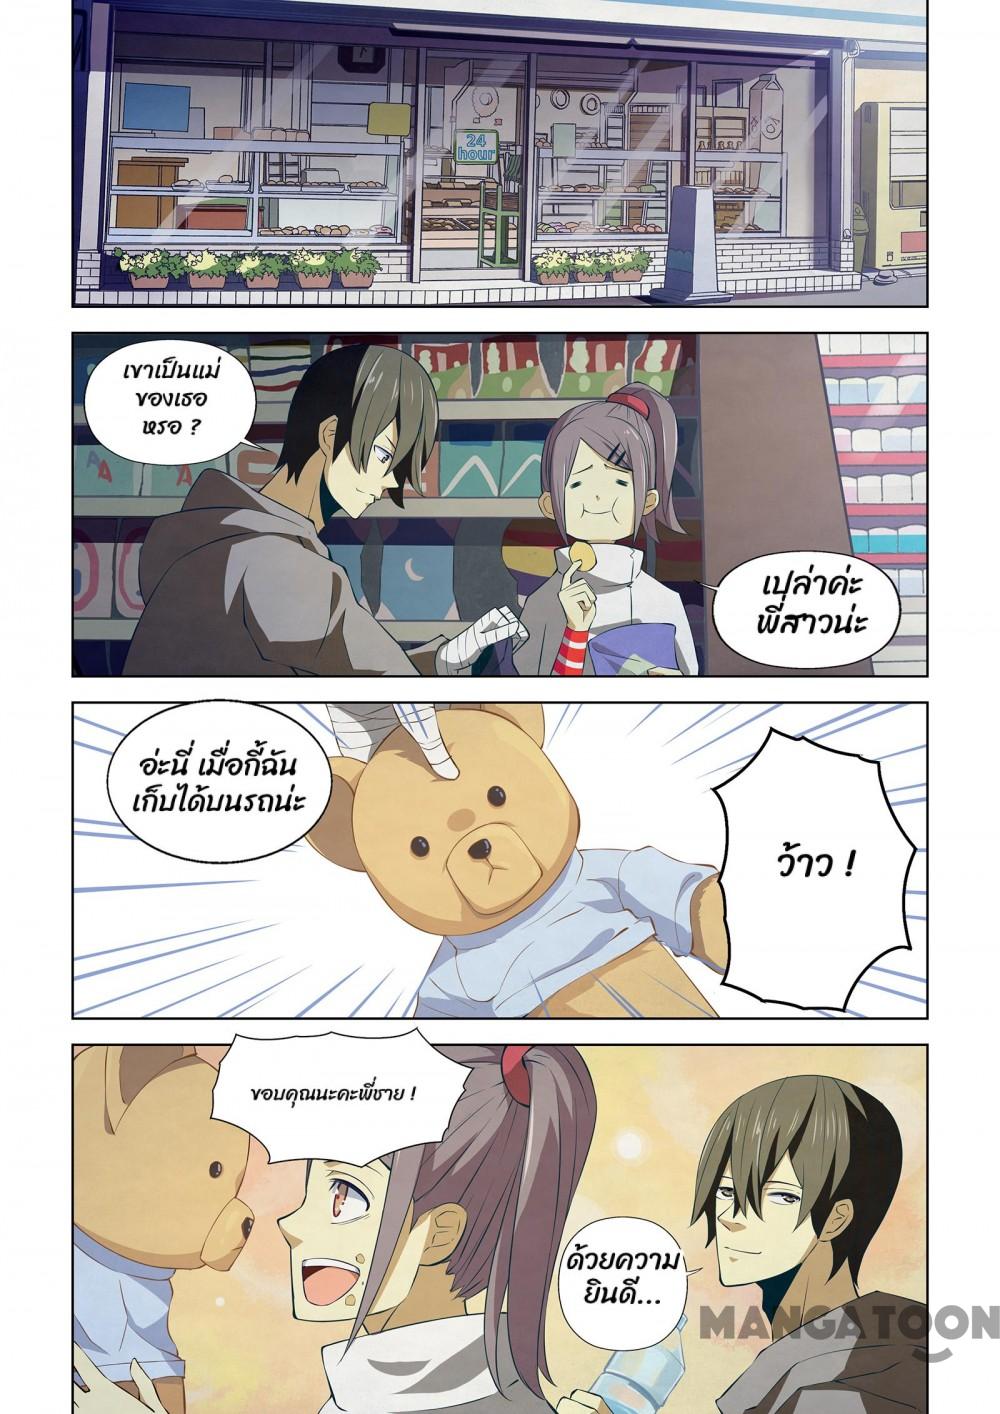 24
hour
เขาเป็นแม่
ของเธอ
หรอ ?
เปล่าค่ะ
พี่สาวน่ะ
อ่ะนี่ เมื่อกี้ฉัน
เก็บได้บนรถน่ะ
ว้าว !
ขอบคุณนะคะพี่ชาย !
ด้วยความ
ยินดี...
MANGATOON